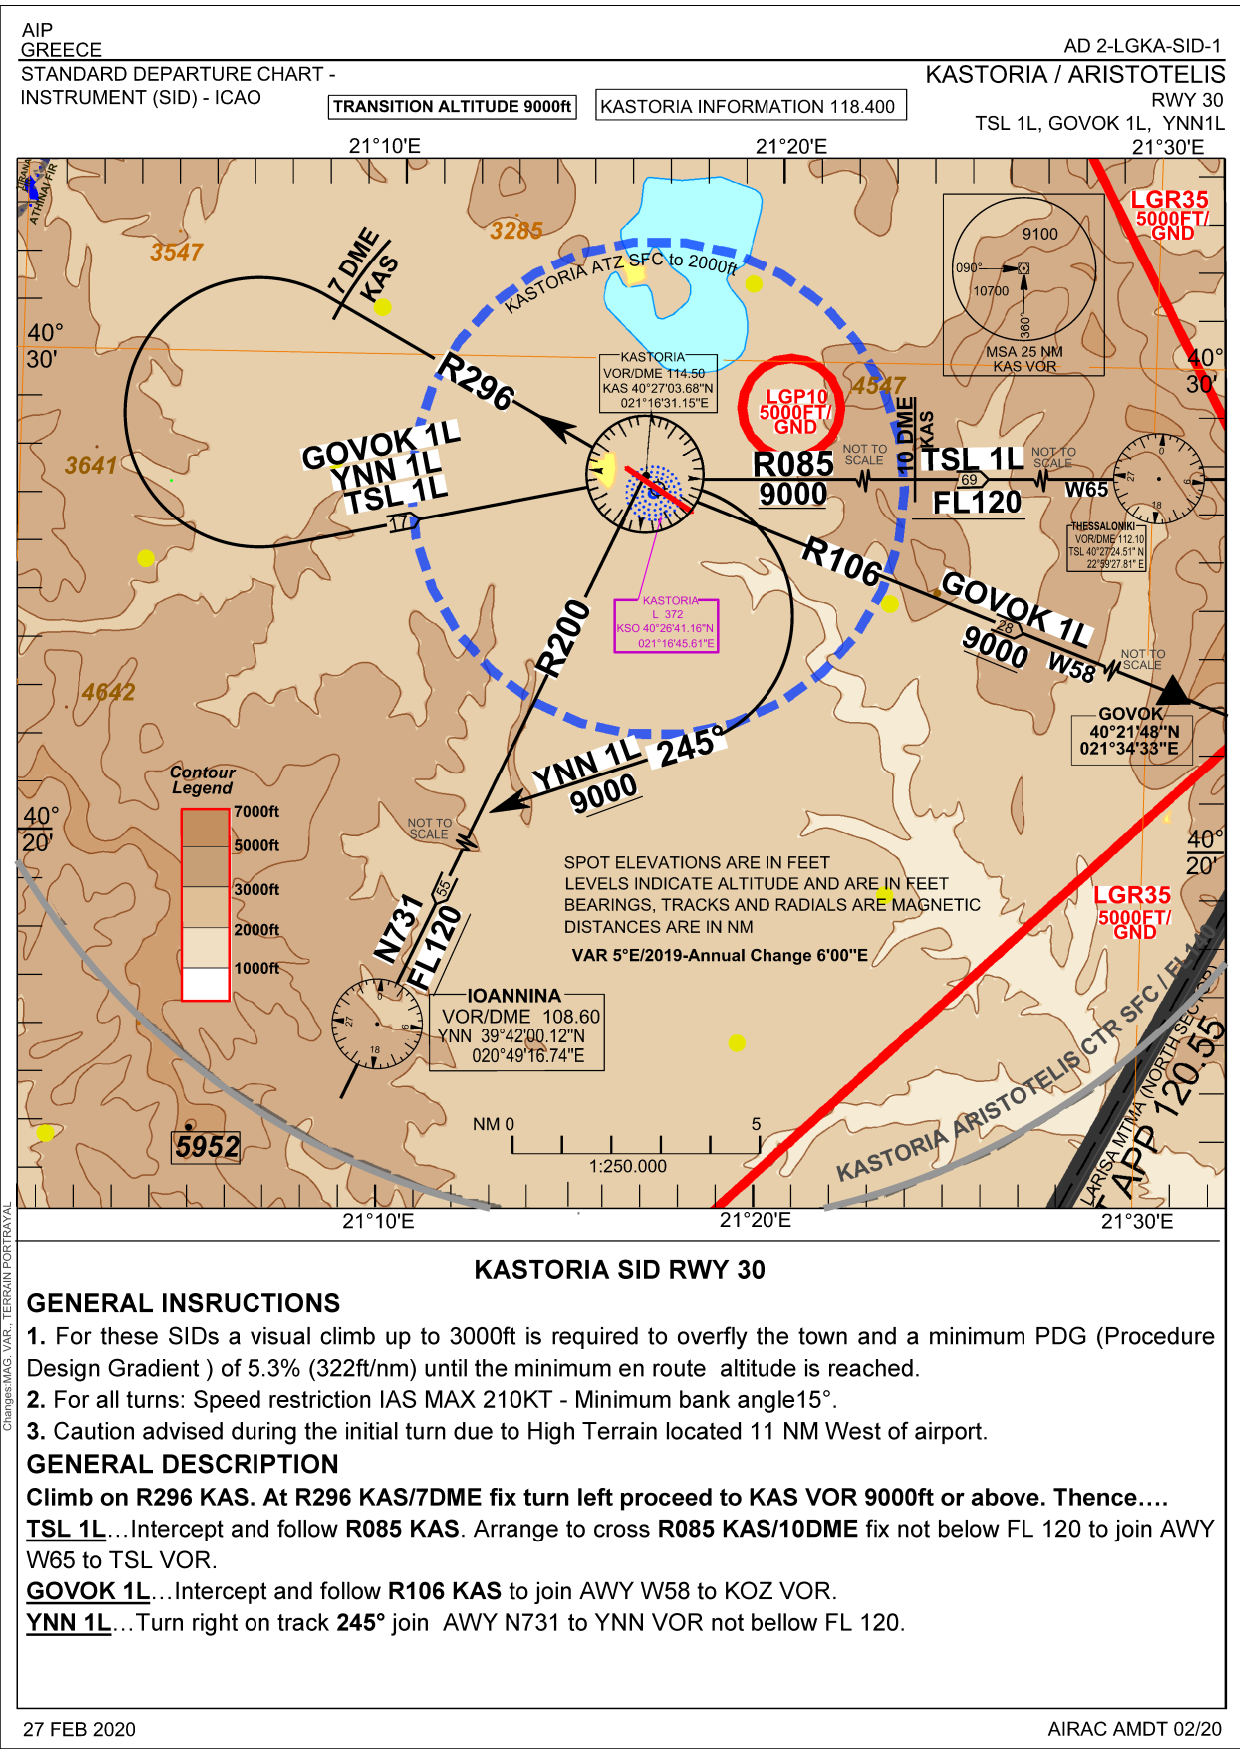 AIP
GREECE
AD 2-LGKA-SID-1
STANDARD DEPARTURE CHART -
INSTRUMENT (SID) - ICAO
TRANSITION ALTITUDE 9000ft
KASTORIA INFORMATION 118.400
KASTORIA / ARISTOTELIS
RWY 30
TSL 1L, GOVOK 1L, YNN1L
21°10'E
21°20'E
21°30'E
TIRANA
ATHINAI FIR
3547
3285
7 DME
KAS
KASTORIA ATZ SFC to 2000ft
LGR35
5000FT/
GND
9100
090°
10700
360°
MSA 25 NM
KAS VOR
40°
30'
40°
30'
KASTORIA
VOR/DME 114.50
KAS 40°27'03.68"N
021°16'31.15"E
R296
LGP10
5000FT/
GND
4547
10 DME
KAS
GOVOK 1L
YNN 1L
TSL 1L
17
3641
R085
9000
NOT TO
SCALE
TSL 1L
69
FL120
NOT TO
SCALE
W65
0
27
9
18
THESSALONIKI
VOR/DME 112.10
TSL 40°27'24.51" N
22°59'27.81" E
R106
GOVOK 1L
28
9000
W58
NOT TO
SCALE
GOVOK
40°21'48"N
021°34'33"E
KASTORIA
L 372
KSO 40°26'41.16"N
021°16'45.61"E
R200
4642
YNN 1L
245°
9000
Contour
Legend
7000ft
5000ft
3000ft
2000ft
1000ft
40°
20'
40°
20'
NOT TO
SCALE
55
N731
FL120
SPOT ELEVATIONS ARE IN FEET
LEVELS INDICATE ALTITUDE AND ARE IN FEET
BEARINGS, TRACKS AND RADIALS ARE MAGNETIC
DISTANCES ARE IN NM
VAR 5°E/2019-Annual Change 6'00"E
LGR35
5000FT/
GND
0
27
9
18
IOANNINA
VOR/DME 108.60
YNN 39°42'00.12"N
020°49'16.74"E
KASTORIA ARISTOTELIS CTR SFC / FL140
LARISA MTMA (NORTH SECTOR)
APP 120.55
5952
NM 0
5
1:250.000
21°10'E
21°20'E
21°30'E
Changes:MAG. VAR., TERRAIN PORTRAYAL
KASTORIA SID RWY 30
GENERAL INSRUCTIONS
1. For these SIDs a visual climb up to 3000ft is required to overfly the town and a minimum PDG (Procedure
Design Gradient ) of 5.3% (322ft/nm) until the minimum en route altitude is reached.
2. For all turns: Speed restriction IAS MAX 210KT - Minimum bank angle15°.
3. Caution advised during the initial turn due to High Terrain located 11 NM West of airport.
GENERAL DESCRIPTION
Climb on R296 KAS. At R296 KAS/7DME fix turn left proceed to KAS VOR 9000ft or above. Thence….
TSL 1L…Intercept and follow R085 KAS. Arrange to cross R085 KAS/10DME fix not below FL 120 to join AWY
W65 to TSL VOR.
GOVOK 1L…Intercept and follow R106 KAS to join AWY W58 to KOZ VOR.
YNN 1L…Turn right on track 245° join AWY N731 to YNN VOR not bellow FL 120.
27 FEB 2020
AIRAC AMDT 02/20